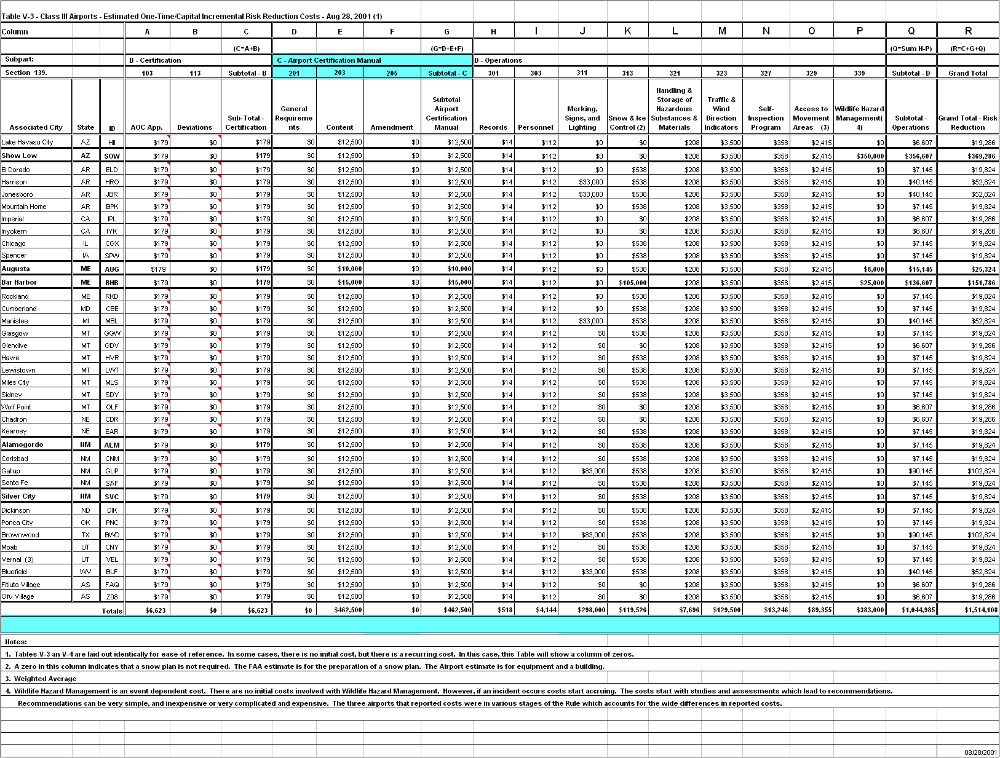 Table V-3 - Class III Airports - Estimated One-Time/Capital Incremental Risk Reduction Costs - Aug 28, 2001 (1)
Column A B C D E F G H I J K L M N O P Q R
(C=A+B) (G=D+E+F) (Q=Sum H-P) (R=C+G+Q)
Subpart: B - Certification C - Airport Certification Manual D - Operations
Section 139. 103 113 Subtotal - B 201 203 205 Subtotal - C 301 303 311 313 321 323 327 329 339 Subtotal - D Grand Total
Associated City State ID AOC App. Deviations Sub-Total - Certification General Requireme nts Content Amendment Subtotal Airport Certification Manual Records Personnel Merking, Signs, and Lighting Snow & Ice Control (2) Handling & Storage of Hazardous Substances & Materials Traffic & Wind Direction Indicators Self- Inspection Program Access to Movement Areas (3) Wildlife Hazard Management( 4) Subtotal - Operations Grand Total - Risk Reduction
Lake Havasu City AZ HII $179 $0 $179 $0 $12,500 $0 $12,500 $14 $112 $0 $0 $208 $3,500 $358 $2,415 $0 $6,607 $19,286
Show Low AZ SOW $179 $0 $179 $0 $12,500 $0 $12,500 $14 $112 $0 $0 $208 $3,500 $358 $2,415 $350,000 $356,607 $369,286
El Dorado AR ELD $179 $0 $179 $0 $12,500 $0 $12,500 $14 $112 $0 $538 $208 $3,500 $358 $2,415 $0 $7,145 $19,824
Harrison AR HRO $179 $0 $179 $0 $12,500 $0 $12,500 $14 $112 $33,000 $538 $208 $3,500 $358 $2,415 $0 $40,145 $52,824
Jonesboro AR JBR $179 $0 $179 $0 $12,500 $0 $12,500 $14 $112 $33,000 $538 $208 $3,500 $358 $2,415 $0 $40,145 $52,824
Mountain Home AR BPK $179 $0 $179 $0 $12,500 $0 $12,500 $14 $112 $0 $538 $208 $3,500 $358 $2,415 $0 $7,145 $19,824
Imperial CA IPL $179 $0 $179 $0 $12,500 $0 $12,500 $14 $112 $0 $0 $208 $3,500 $358 $2,415 $0 $6,607 $19,286
Inyokern CA IYK $179 $0 $179 $0 $12,500 $0 $12,500 $14 $112 $0 $0 $208 $3,500 $358 $2,415 $0 $6,607 $19,286
Chicago IL CGX $179 $0 $179 $0 $12,500 $0 $12,500 $14 $112 $0 $538 $208 $3,500 $358 $2,415 $0 $7,145 $19,824
Spencer IA SPW $179 $0 $179 $0 $12,500 $0 $12,500 $14 $112 $0 $538 $208 $3,500 $358 $2,415 $0 $7,145 $19,824
Augusta ME AUG $179 $0 $179 $0 $10,000 $0 $10,000 $14 $112 $0 $538 $208 $3,500 $358 $2,415 $8,000 $15,145 $25,324
Bar Harbor ME BHB $179 $0 $179 $0 $15,000 $0 $15,000 $14 $112 $0 $105,000 $208 $3,500 $358 $2,415 $25,000 $136,607 $151,786
Rockland ME RKD $179 $0 $179 $0 $12,500 $0 $12,500 $14 $112 $0 $538 $208 $3,500 $358 $2,415 $0 $7,145 $19,824
Cumberland MD CBE $179 $0 $179 $0 $12,500 $0 $12,500 $14 $112 $0 $538 $208 $3,500 $358 $2,415 $0 $7,145 $19,824
Manistee MI MBL $179 $0 $179 $0 $12,500 $0 $12,500 $14 $112 $33,000 $538 $208 $3,500 $358 $2,415 $0 $40,145 $52,824
Glasgow MT GGW $179 $0 $179 $0 $12,500 $0 $12,500 $14 $112 $0 $538 $208 $3,500 $358 $2,415 $0 $7,145 $19,824
Glendive MT GDV $179 $0 $179 $0 $12,500 $0 $12,500 $14 $112 $0 $0 $208 $3,500 $358 $2,415 $0 $6,607 $19,286
Havre MT HVR $179 $0 $179 $0 $12,500 $0 $12,500 $14 $112 $0 $538 $208 $3,500 $358 $2,415 $0 $7,145 $19,824
Lewistown MT LWT $179 $0 $179 $0 $12,500 $0 $12,500 $14 $112 $0 $538 $208 $3,500 $358 $2,415 $0 $7,145 $19,824
Miles City MT MLS $179 $0 $179 $0 $12,500 $0 $12,500 $14 $112 $0 $538 $208 $3,500 $358 $2,415 $0 $7,145 $19,824
Sidney MT SDY $179 $0 $179 $0 $12,500 $0 $12,500 $14 $112 $0 $538 $208 $3,500 $358 $2,415 $0 $7,145 $19,824
Wolf Point MT OLF $179 $0 $179 $0 $12,500 $0 $12,500 $14 $112 $0 $0 $208 $3,500 $358 $2,415 $0 $6,607 $19,286
Chadron NE CDR $179 $0 $179 $0 $12,500 $0 $12,500 $14 $112 $0 $0 $208 $3,500 $358 $2,415 $0 $6,607 $19,286
Kearney NE EAR $179 $0 $179 $0 $12,500 $0 $12,500 $14 $112 $0 $538 $208 $3,500 $358 $2,415 $0 $7,145 $19,824
Alamogordo NM ALM $179 $0 $179 $0 $12,500 $0 $12,500 $14 $112 $0 $538 $208 $3,500 $358 $2,415 $0 $7,145 $19,824
Carlsbad NM CNM $179 $0 $179 $0 $12,500 $0 $12,500 $14 $112 $0 $538 $208 $3,500 $358 $2,415 $0 $7,145 $19,824
Gallup NM GUP $179 $0 $179 $0 $12,500 $0 $12,500 $14 $112 $83,000 $538 $208 $3,500 $358 $2,415 $0 $90,145 $102,824
Santa Fe NM SAF $179 $0 $179 $0 $12,500 $0 $12,500 $14 $112 $0 $538 $208 $3,500 $358 $2,415 $0 $7,145 $19,824
Silver City NM SVC $179 $0 $179 $0 $12,500 $0 $12,500 $14 $112 $0 $538 $208 $3,500 $358 $2,415 $0 $7,145 $19,824
Dickinson ND DIK $179 $0 $179 $0 $12,500 $0 $12,500 $14 $112 $0 $538 $208 $3,500 $358 $2,415 $0 $7,145 $19,824
Ponca City OK PNC $179 $0 $179 $0 $12,500 $0 $12,500 $14 $112 $0 $538 $208 $3,500 $358 $2,415 $0 $7,145 $19,824
Brownwood TX BWD $179 $0 $179 $0 $12,500 $0 $12,500 $14 $112 $83,000 $538 $208 $3,500 $358 $2,415 $0 $90,145 $102,824
Moab UT CNY $179 $0 $179 $0 $12,500 $0 $12,500 $14 $112 $0 $538 $208 $3,500 $358 $2,415 $0 $7,145 $19,824
Vernal (3) UT VEL $179 $0 $179 $0 $12,500 $0 $12,500 $14 $112 $0 $538 $208 $3,500 $358 $2,415 $0 $7,145 $19,824
Bluefield WV BLF $179 $0 $179 $0 $12,500 $0 $12,500 $14 $112 $33,000 $538 $208 $3,500 $358 $2,415 $0 $40,145 $52,824
Fitiuta Village AS FAQ $179 $0 $179 $0 $12,500 $0 $12,500 $14 $112 $0 $0 $208 $3,500 $358 $2,415 $0 $6,607 $19,286
Ofu Village AS Z08 $179 $0 $179 $0 $12,500 $0 $12,500 $14 $112 $0 $0 $208 $3,500 $358 $2,415 $0 $6,607 $19,286
Totals $6,623 $0 $6,623 $0 $462,500 $0 $462,500 $518 $4,144 $298,000 $119,526 $7,696 $129,500 $13,246 $89,355 $383,000 $1,044,985 $1,514,108
Notes:
1. Tables V-3 an V-4 are laid out identically for ease of reference. In some cases, there is no initial cost, but there is a recurring cost. In this case, this Table will show a column of zeros.
2. A zero in this column indicates that a snow plan is not required. The FAA estimate is for the preparation of a snow plan. The Airport estimate is for equipment and a building.
3. Weighted Average
4. Wildlife Hazard Management is an event dependent cost. There are no initial costs involved with Wildlife Hazard Management. However, if an incident occurs costs start accruing. The costs start with studies and assessments which lead to recommendations.
Recommendations can be very simple, and inexpensive or very complicated and expensive. The three airports that reported costs were in various stages of the Rule which accounts for the wide differences in reported costs.
08/28/2001